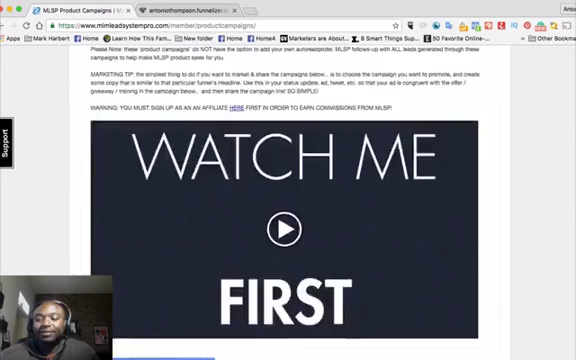 MLSP Product Campaigns
antoniothompson.funnelizer.
Mark
https://www.mlmleadsystempro.com/member/productcampaigns/
Mark Harbert
Home
Learn How To Make
New folder
Home
Marketers are About...
8 Smart Things Sup...
50 Favorite Online...
Other Bookmarks
Please Note: these 'product campaigns' do NOT have the option to add your own autoresponder. MLSP follows-up with ALL leads generated through these
campaigns to help make MLSP product sales for you.
MARKETING TIP: the simplest thing to do if you want to market & share the campaigns below... is to choose the campaign you want to promote, and create
some copy that is similar to that particular funnel's Headline. Use this in your status update, ad, tweet, etc, so that your ad is congruent with the offer /
giveaway / training in the campaign below... and then share the campaign link! SO SIMPLE!
WARNING: YOU MUST SIGN UP AS AN AFFILIATE HERE FIRST IN ORDER TO EARN COMMISSIONS FROM MLSP!
Support
WATCH ME
FIRST